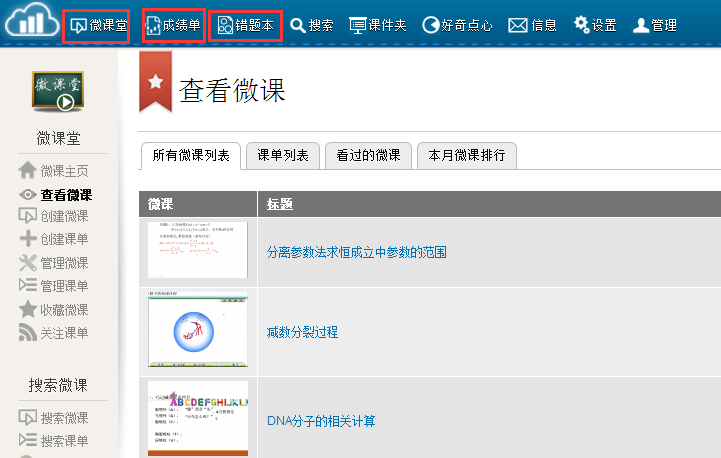 微课堂 成绩单 错题本 搜索 课件夹 好奇点心 信息 设置 管理
微课堂
微课堂
微课主页
查看微课
创建微课
创建课单
管理微课
管理课单
收藏微课
关注课单
搜索微课
搜索微课
搜索课单
查看微课
所有微课列表 课单列表 看过的微课 本月微课排行
微课 标题
分离参数法求恒成立中参数的范围
减数分裂过程
ABCDEFGHIJKL
DNA分子的相关计算